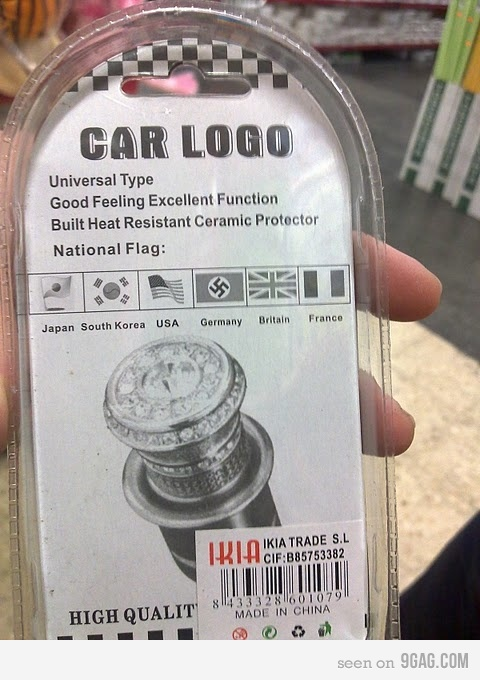 CAR LOGO
Universal Type
Good Feeling Excellent Function
Built Heat Resistant Ceramic Protector
National Flag:
Japan South Korea USA Germany Britain France
IKIA IKIA TRADE S.L
CIF:B85753382
8 433328 601079
HIGH QUALIT
MADE IN CHINA
seen on 9GAG.COM